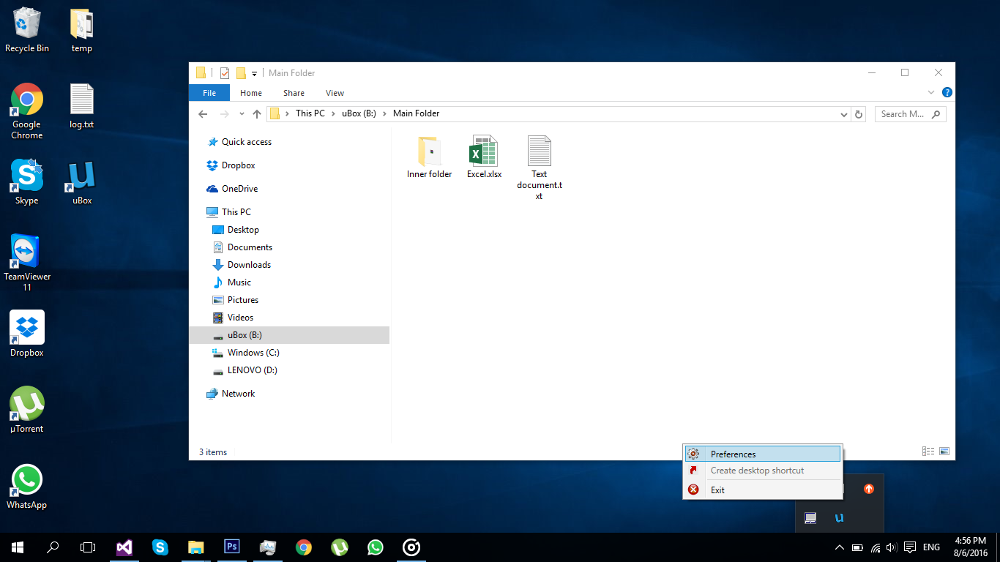 Recycle Bin
temp
Google
Chrome
log.txt
Skype
uBox
TeamViewer
11
Dropbox
µTorrent
WhatsApp
Main Folder
File Home Share View
This PC uBox (B:) Main Folder
Search M...
Quick access
Dropbox
OneDrive
This PC
Desktop
Documents
Downloads
Music
Pictures
Videos
uBox (B:)
Windows (C:)
LENOVO (D:)
Network
Inner folder
Excel.xlsx
Text
document.t
xt
3 items
Preferences
Create desktop shortcut
Exit
Ps
ENG
4:56 PM
8/6/2016